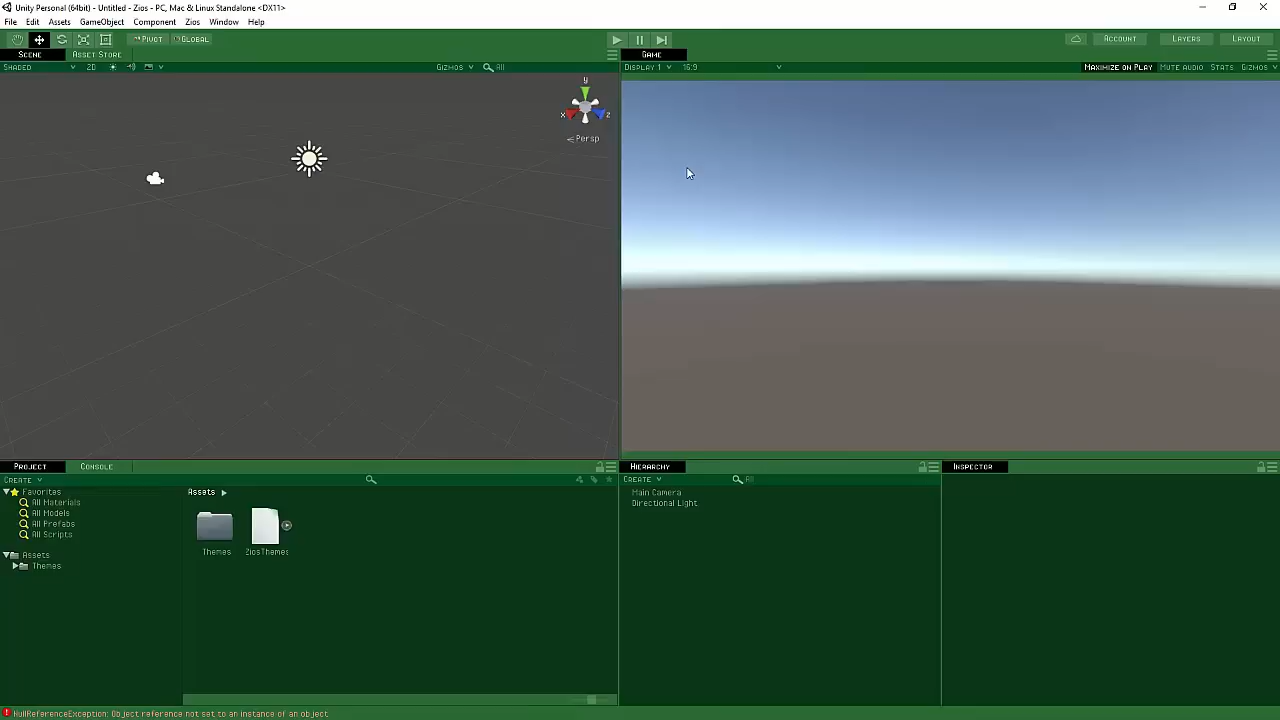 Unity Personal (64bit) - Untitled - Zios - PC, Mac & Linux Standalone <DX11>
File Edit Assets GameObject Component Zios Window Help
Pivot Global Account Layers Layout
Scene Asset Store Game
Shaded 2D Gizmos All Display 1 16:9 Maximize on Play Mute Audio Stats Gizmos
y
x z
Persp
Project Console Hierarchy Inspector
Create Create All
Favorites Assets
All Materials Main Camera
All Models Directional Light
All Prefabs
All Scripts
Themes ZiosThemes
Assets
Themes
NullReferenceException: Object reference not set to an instance of an object